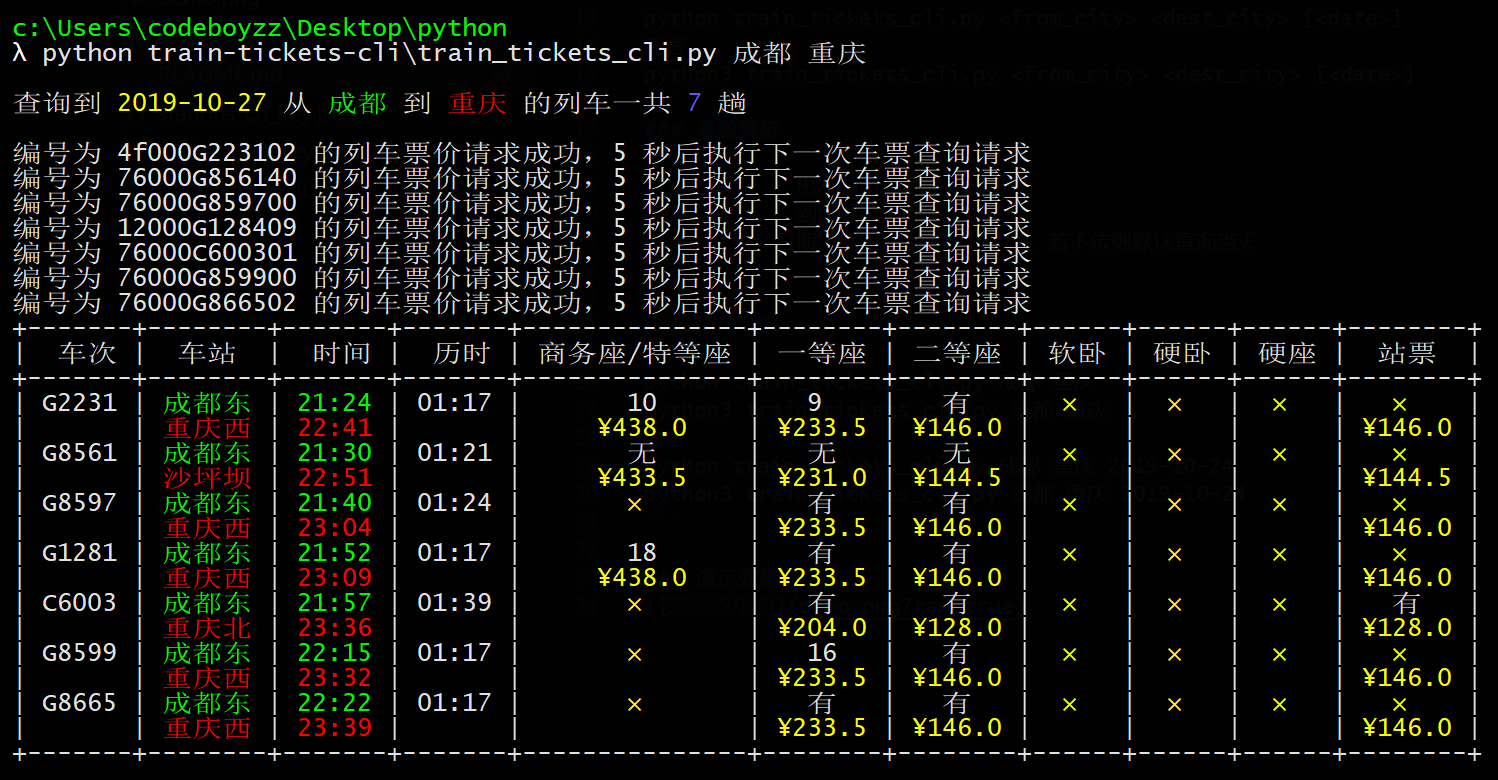 c:\Users\codeboyzz\Desktop\python
λ python train-tickets-cli\train_tickets_cli.py 成都 重庆
查询到 2019-10-27 从 成都 到 重庆 的列车一共 7 趟
编号为 4f000G223102 的列车票价请求成功，5 秒后执行下一次车票查询请求
编号为 76000G856140 的列车票价请求成功，5 秒后执行下一次车票查询请求
编号为 76000G859700 的列车票价请求成功，5 秒后执行下一次车票查询请求
编号为 12000G128409 的列车票价请求成功，5 秒后执行下一次车票查询请求
编号为 76000C600301 的列车票价请求成功，5 秒后执行下一次车票查询请求
编号为 76000G859900 的列车票价请求成功，5 秒后执行下一次车票查询请求
编号为 76000G866502 的列车票价请求成功，5 秒后执行下一次车票查询请求
+-------+--------+-------+-------+---------------+--------+--------+------+------+------+--------+
| 车次 | 车站 | 时间 | 历时 | 商务座/特等座 | 一等座 | 二等座 | 软卧 | 硬卧 | 硬座 | 站票 |
+-------+--------+-------+-------+---------------+--------+--------+------+------+------+--------+
| G2231 | 成都东 | 21:24 | 01:17 | 10 | 9 | 有 | × | × | × | × |
| | 重庆西 | 22:41 | | ¥438.0 | ¥233.5 | ¥146.0 | | | | ¥146.0 |
| G8561 | 成都东 | 21:30 | 01:21 | 无 | 无 | 无 | × | × | × | × |
| | 沙坪坝 | 22:51 | | ¥433.5 | ¥231.0 | ¥144.5 | | | | ¥144.5 |
| G8597 | 成都东 | 21:40 | 01:24 | × | 有 | 有 | × | × | × | × |
| | 重庆西 | 23:04 | | | ¥233.5 | ¥146.0 | | | | ¥146.0 |
| G1281 | 成都东 | 21:52 | 01:17 | 18 | 有 | 有 | × | × | × | × |
| | 重庆西 | 23:09 | | ¥438.0 | ¥233.5 | ¥146.0 | | | | ¥146.0 |
| C6003 | 成都东 | 21:57 | 01:39 | × | 有 | 有 | × | × | × | 有 |
| | 重庆北 | 23:36 | | | ¥204.0 | ¥128.0 | | | | ¥128.0 |
| G8599 | 成都东 | 22:15 | 01:17 | × | 16 | 有 | × | × | × | × |
| | 重庆西 | 23:32 | | | ¥233.5 | ¥146.0 | | | | ¥146.0 |
| G8665 | 成都东 | 22:22 | 01:17 | × | 有 | 有 | × | × | × | × |
| | 重庆西 | 23:39 | | | ¥233.5 | ¥146.0 | | | | ¥146.0 |
+-------+--------+-------+-------+---------------+--------+--------+------+------+------+--------+